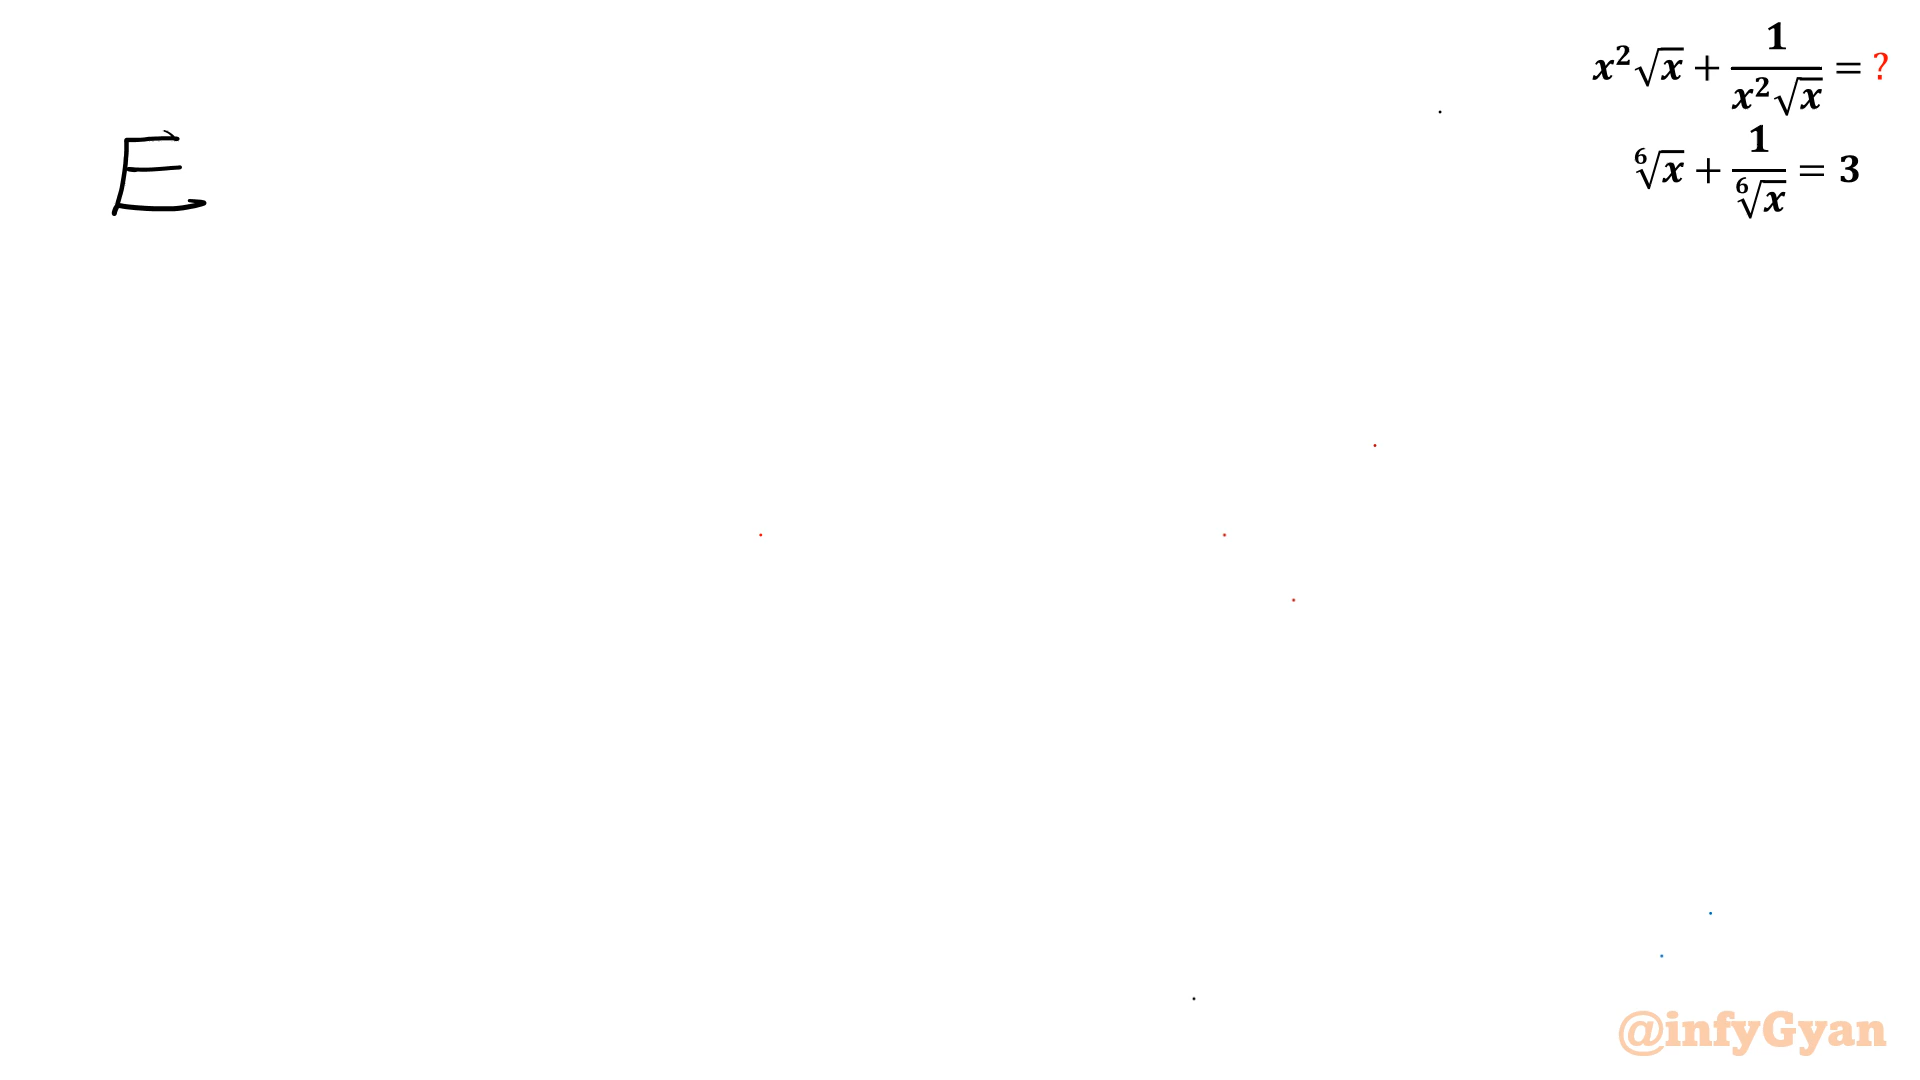 x²√x + 1/(x²√x) = ?
⁶√x + 1/⁶√x = 3
E
@infyGyan